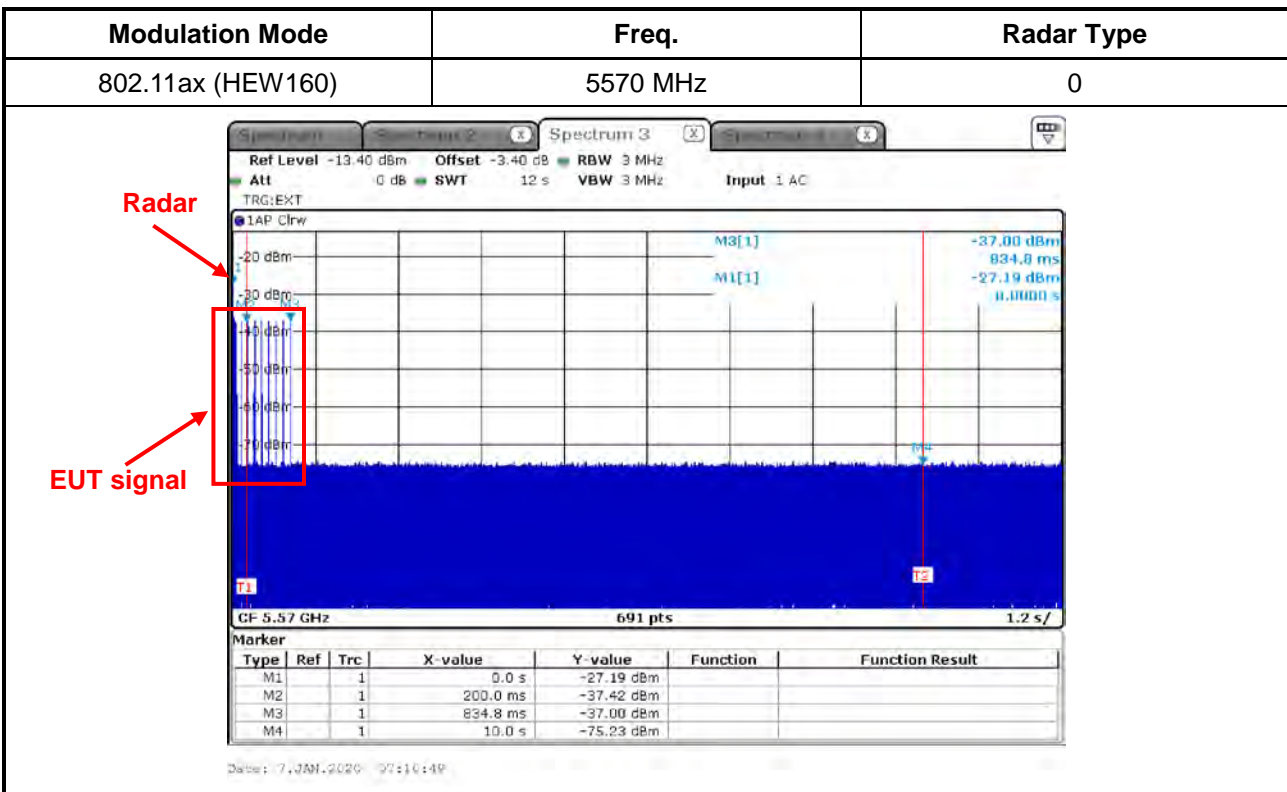 Modulation Mode Freq. Radar Type
802.11ax (HEW160) 5570 MHz 0
Spectrum 3
Ref Level -13.40 dBm Offset -3.40 dB RBW 3 MHz
Att 0 dB SWT 12 s VBW 3 MHz Input 1 AC
TRG:EXT
Radar
1AP Clrw
M3[1] -37.00 dBm
834.8 ms
M1[1] -27.19 dBm
0.0000 s
-20 dBm
-30 dBm
M2 M3
-40 dBm
-50 dBm
-60 dBm
-70 dBm
M4
EUT signal
T1 T2
CF 5.57 GHz 691 pts 1.2 s/
Marker
Type Ref Trc X-value Y-value Function Function Result
M1 1 0.0 s -27.19 dBm
M2 1 200.0 ms -37.42 dBm
M3 1 834.8 ms -37.00 dBm
M4 1 10.0 s -75.23 dBm
Date: 7.JAN.2020 07:10:49